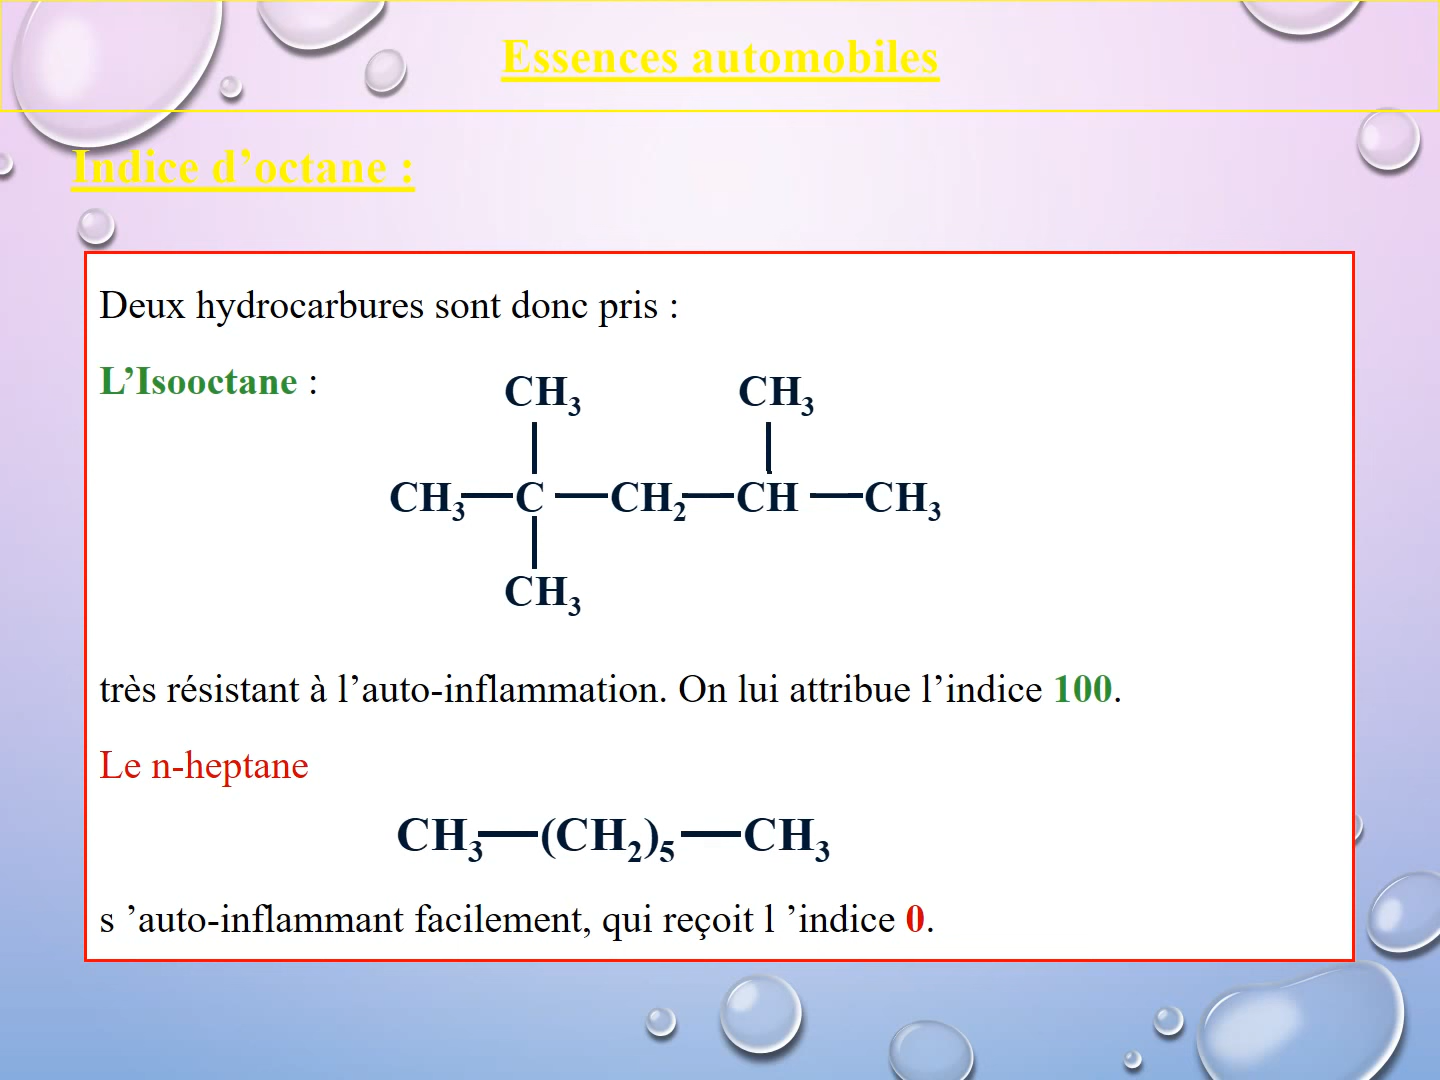 Essences automobiles
Indice d’octane :
Deux hydrocarbures sont donc pris :
L’Isooctane :
CH₃ CH₃
CH₃—C—CH₂—CH—CH₃
CH₃
très résistant à l’auto-inflammation. On lui attribue l’indice 100.
Le n-heptane
CH₃—(CH₂)₅—CH₃
s ’auto-inflammant facilement, qui reçoit l ’indice 0.